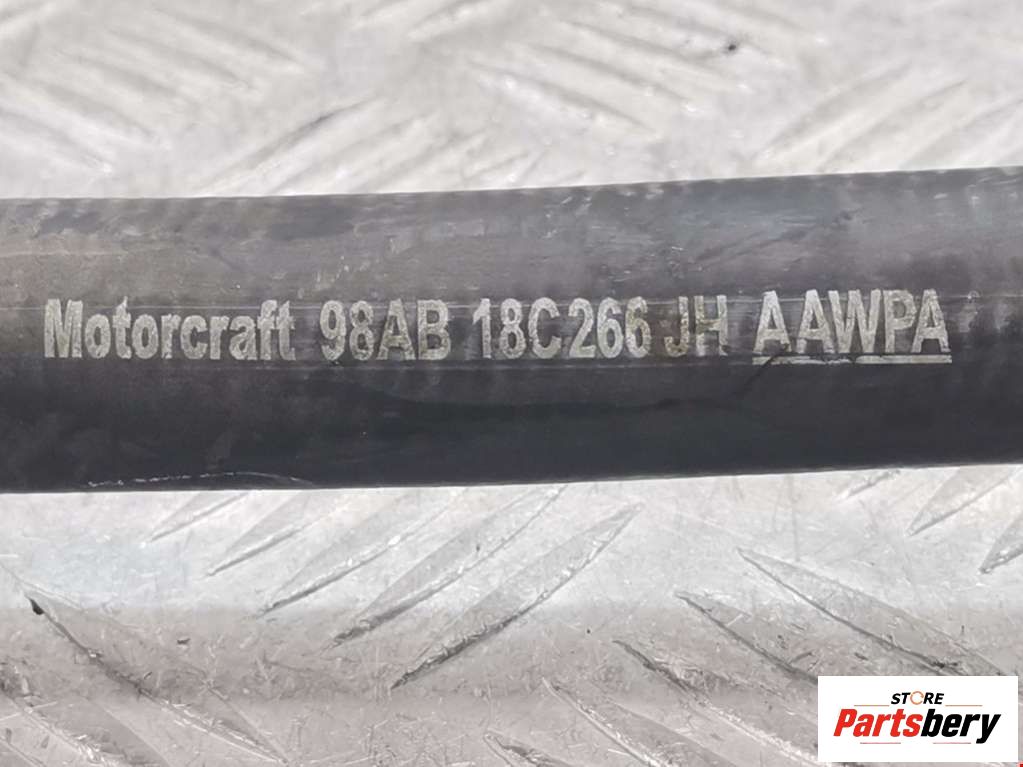 Motorcraft 98AB 18C266 JH AAWPA
STORE
Partsbery